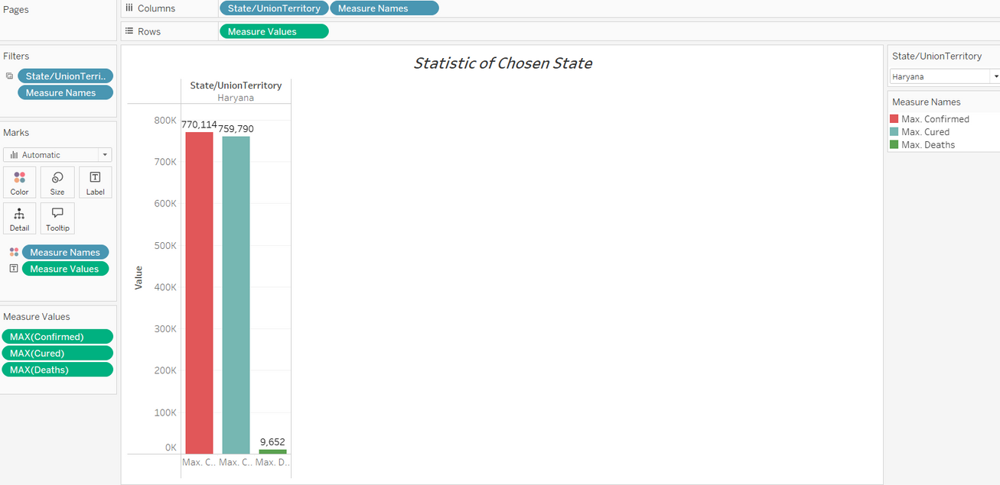 Pages
Columns
State/UnionTerritory
Measure Names
Rows
Measure Values
Filters
State/UnionTerri..
Measure Names
Marks
Automatic
Color
Size
Label
Detail
Tooltip
Measure Names
Measure Values
Measure Values
MAX(Confirmed)
MAX(Cured)
MAX(Deaths)
Statistic of Chosen State
State/UnionTerritory
Haryana
Value
800K
700K
600K
500K
400K
300K
200K
100K
0K
770,114
759,790
9,652
Max. C..
Max. C..
Max. D..
State/UnionTerritory
Haryana
Measure Names
Max. Confirmed
Max. Cured
Max. Deaths